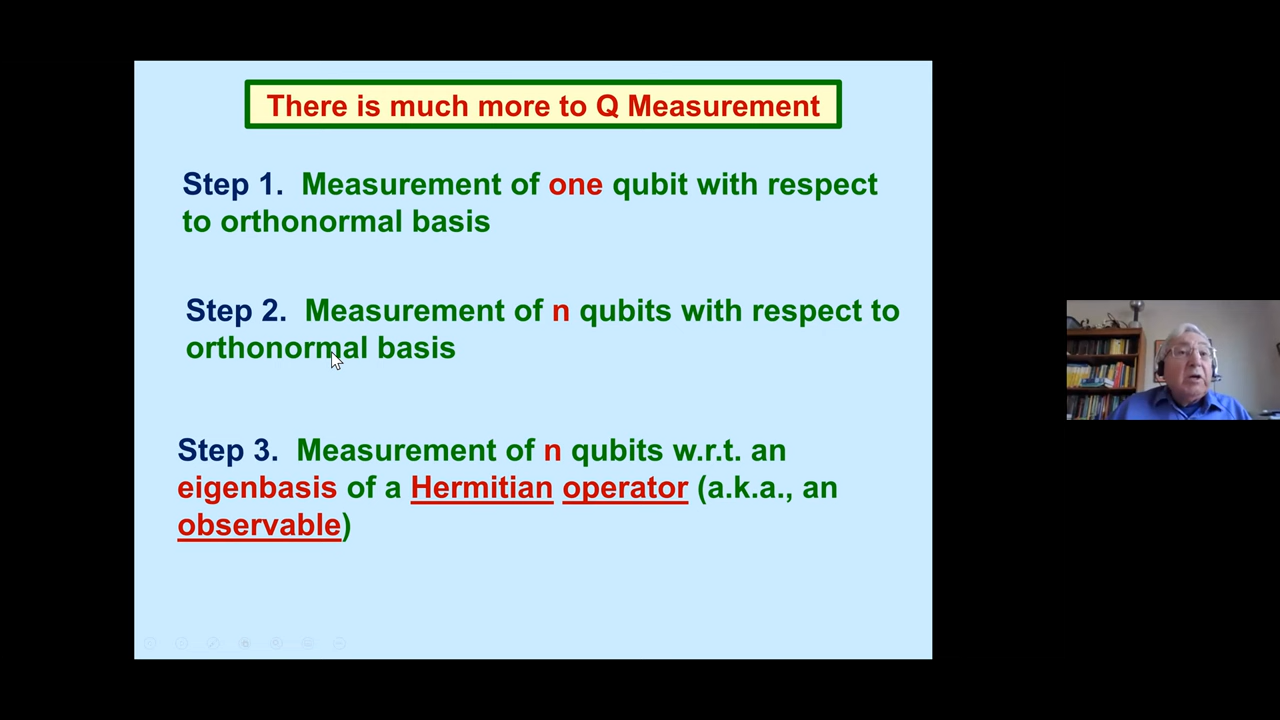 There is much more to Q Measurement
Step 1. Measurement of one qubit with respect
to orthonormal basis
Step 2. Measurement of n qubits with respect to
orthonormal basis
Step 3. Measurement of n qubits w.r.t. an
eigenbasis of a Hermitian operator (a.k.a., an
observable)